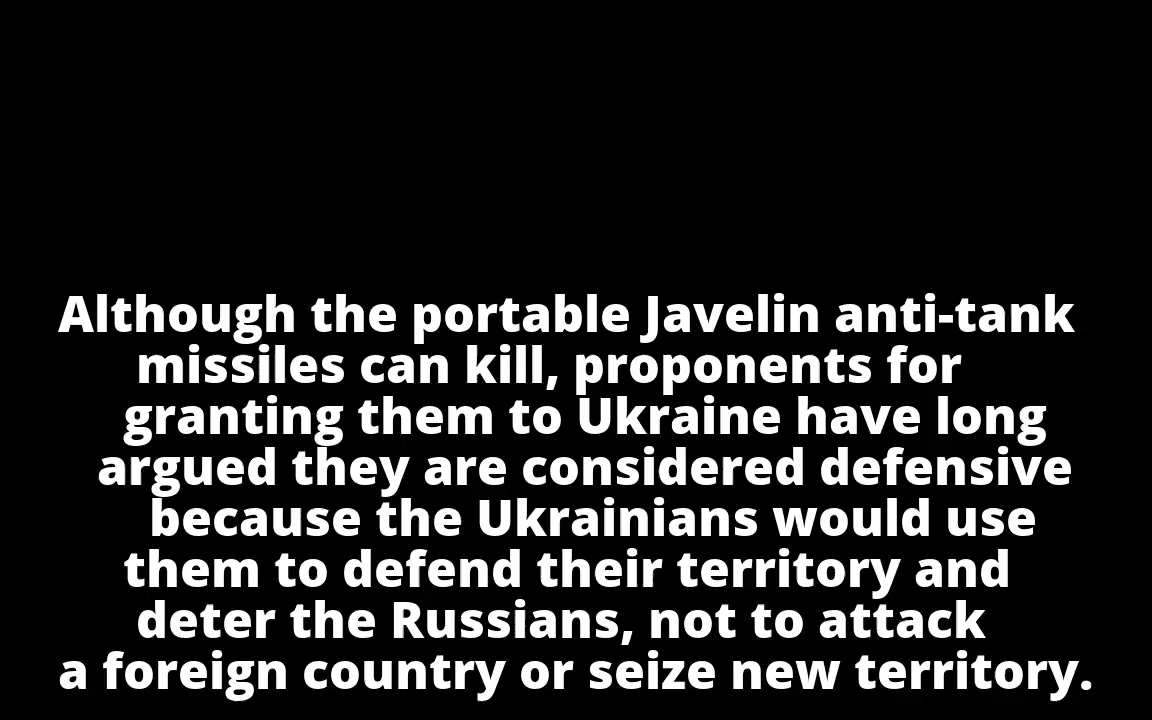 Although the portable Javelin anti-tank
missiles can kill, proponents for
granting them to Ukraine have long
argued they are considered defensive
because the Ukrainians would use
them to defend their territory and
deter the Russians, not to attack
a foreign country or seize new territory.